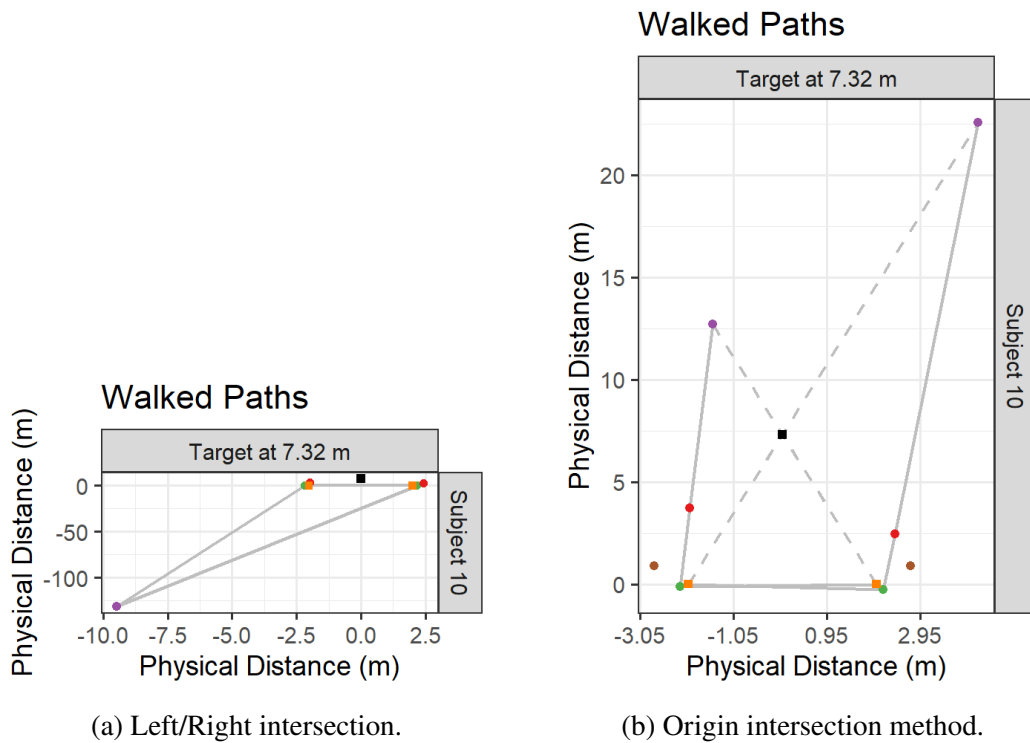 Walked Paths
Target at 7.32 m
Physical Distance (m)
0
-50
-100
Subject 10
-10.0 -7.5 -5.0 -2.5 0.0 2.5
Physical Distance (m)
(a) Left/Right intersection.
Walked Paths
Target at 7.32 m
Physical Distance (m)
20
15
10
5
0
Subject 10
-3.05 -1.05 0.95 2.95
Physical Distance (m)
(b) Origin intersection method.